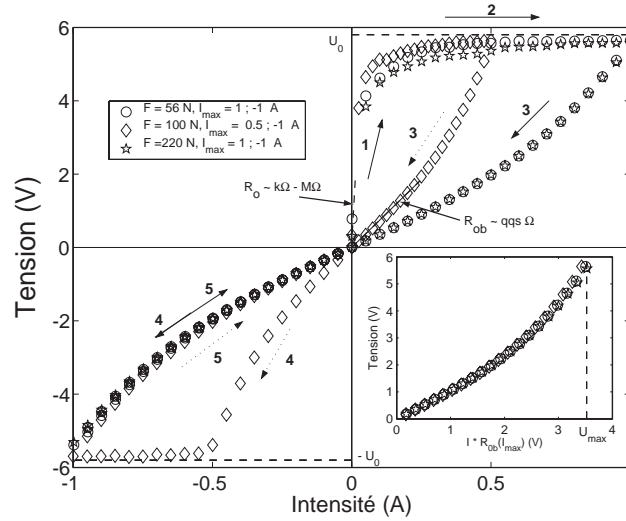 2
6
U0
4
2
0
-2
-4
-6
Tension (V)
F = 56 N, Imax = 1 ; -1 A
F = 100 N, Imax = 0.5 ; -1 A
F =220 N, Imax = 1 ; -1 A
1
3
3
Ro ~ kΩ - MΩ
Rob ~ qqs Ω
5
4
5
4
- U0
-1
-0.5
0
0.5
Intensité (A)
6
5
4
3
2
1
0
Tension (V)
0
1
2
3
4
Umax
I * R0b(Imax) (V)